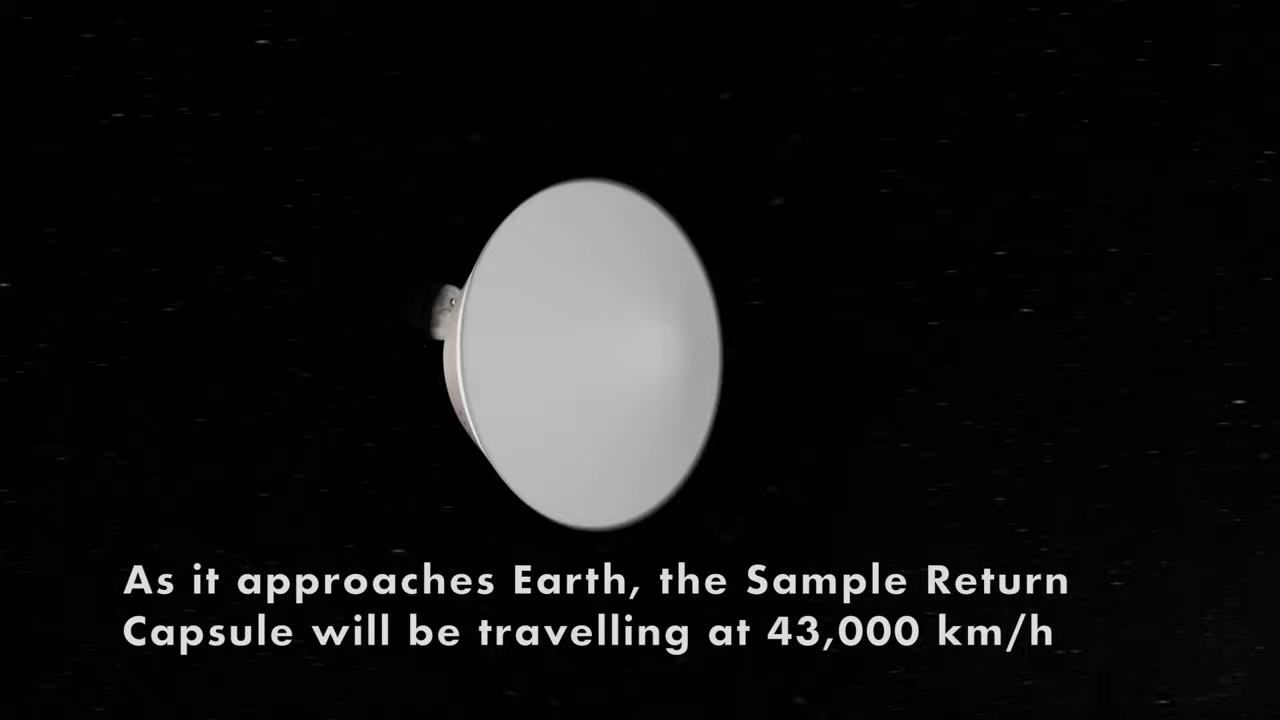 As it approaches Earth, the Sample Return
Capsule will be travelling at 43,000 km/h